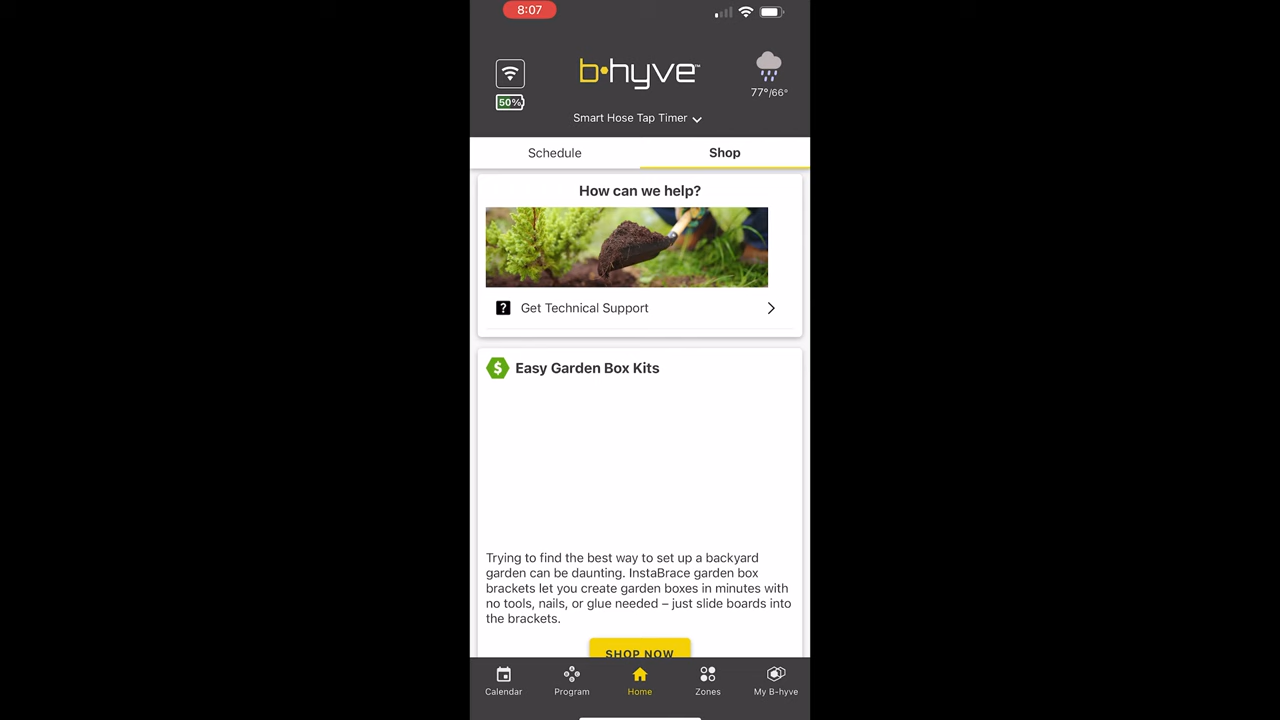 8:07
b•hyve™
50%
77°/66°
Smart Hose Tap Timer
Schedule
Shop
How can we help?
? Get Technical Support
$ Easy Garden Box Kits
Trying to find the best way to set up a backyard
garden can be daunting. InstaBrace garden box
brackets let you create garden boxes in minutes with
no tools, nails, or glue needed – just slide boards into
the brackets.
SHOP NOW
Calendar
Program
Home
Zones
My B-hyve